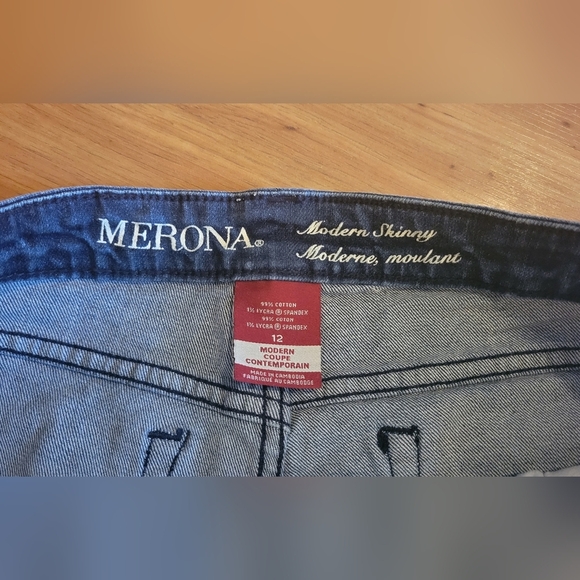 MERONA®
Modern Skinny
Moderne, moulant
99% COTTON
1% LYCRA ® SPANDEX
99% COTON
1% LYCRA ® SPANDEX
12
MODERN
COUPE
CONTEMPORAIN
MADE IN CAMBODIA
FABRIQUÉ AU CAMBODGE